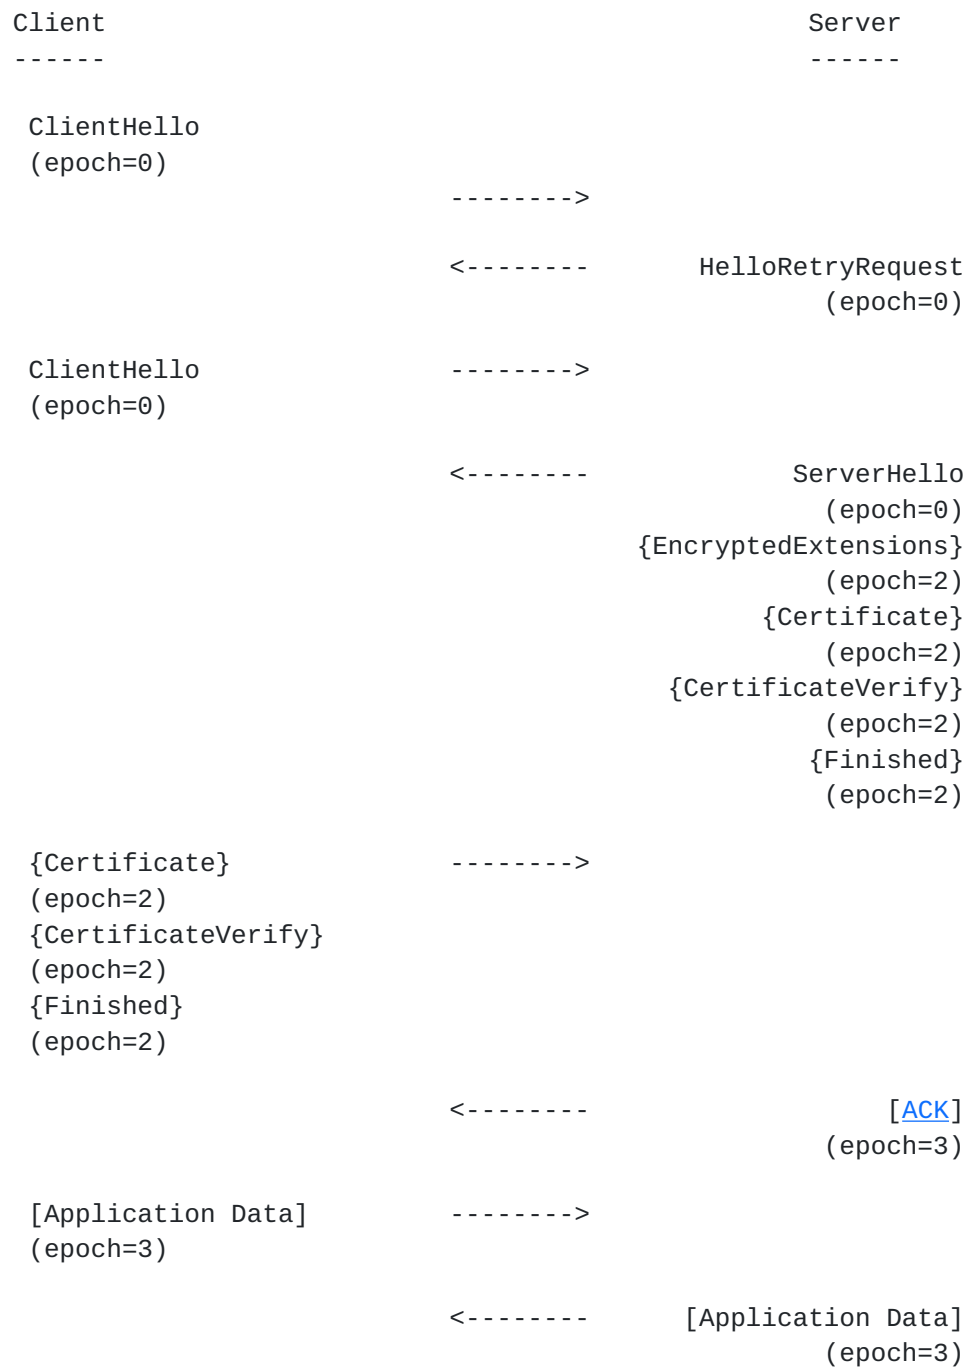 Client                                             Server
------                                             ------
ClientHello
(epoch=0)
-------->
<--------       HelloRetryRequest
(epoch=0)
ClientHello                -------->
(epoch=0)
<--------             ServerHello
(epoch=0)
{EncryptedExtensions}
(epoch=2)
{Certificate}
(epoch=2)
{CertificateVerify}
(epoch=2)
{Finished}
(epoch=2)
{Certificate}              -------->
(epoch=2)
{CertificateVerify}
(epoch=2)
{Finished}
(epoch=2)
<--------                   [ACK]
(epoch=3)
[Application Data]         -------->
(epoch=3)
<--------      [Application Data]
(epoch=3)